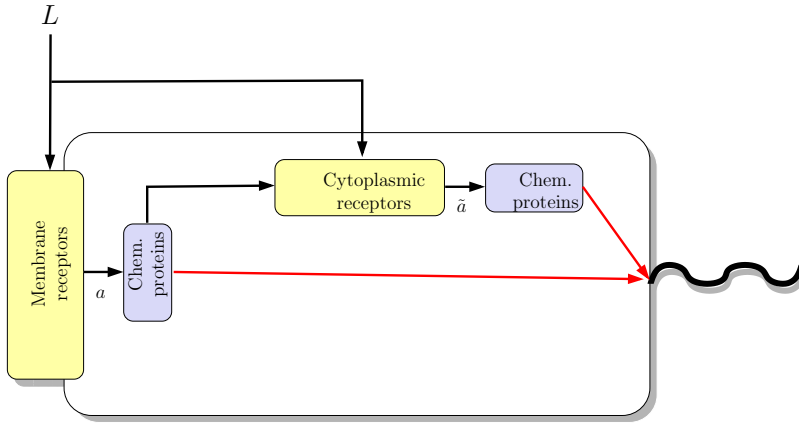 L
Membrane
receptors
a
Chem.
proteins
Cytoplasmic
receptors
ã
Chem.
proteins